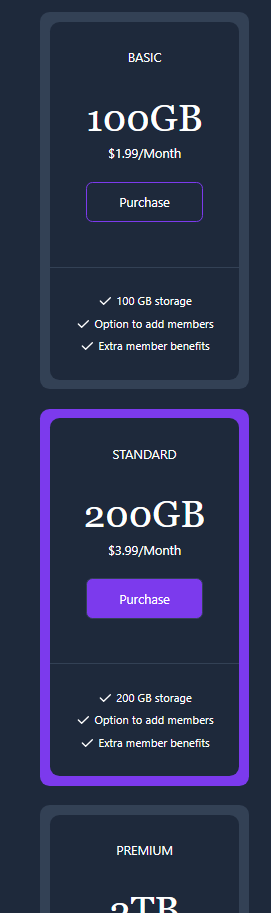 BASIC
100GB
$1.99/Month
Purchase
100 GB storage
Option to add members
Extra member benefits
STANDARD
200GB
$3.99/Month
Purchase
200 GB storage
Option to add members
Extra member benefits
PREMIUM
2TB